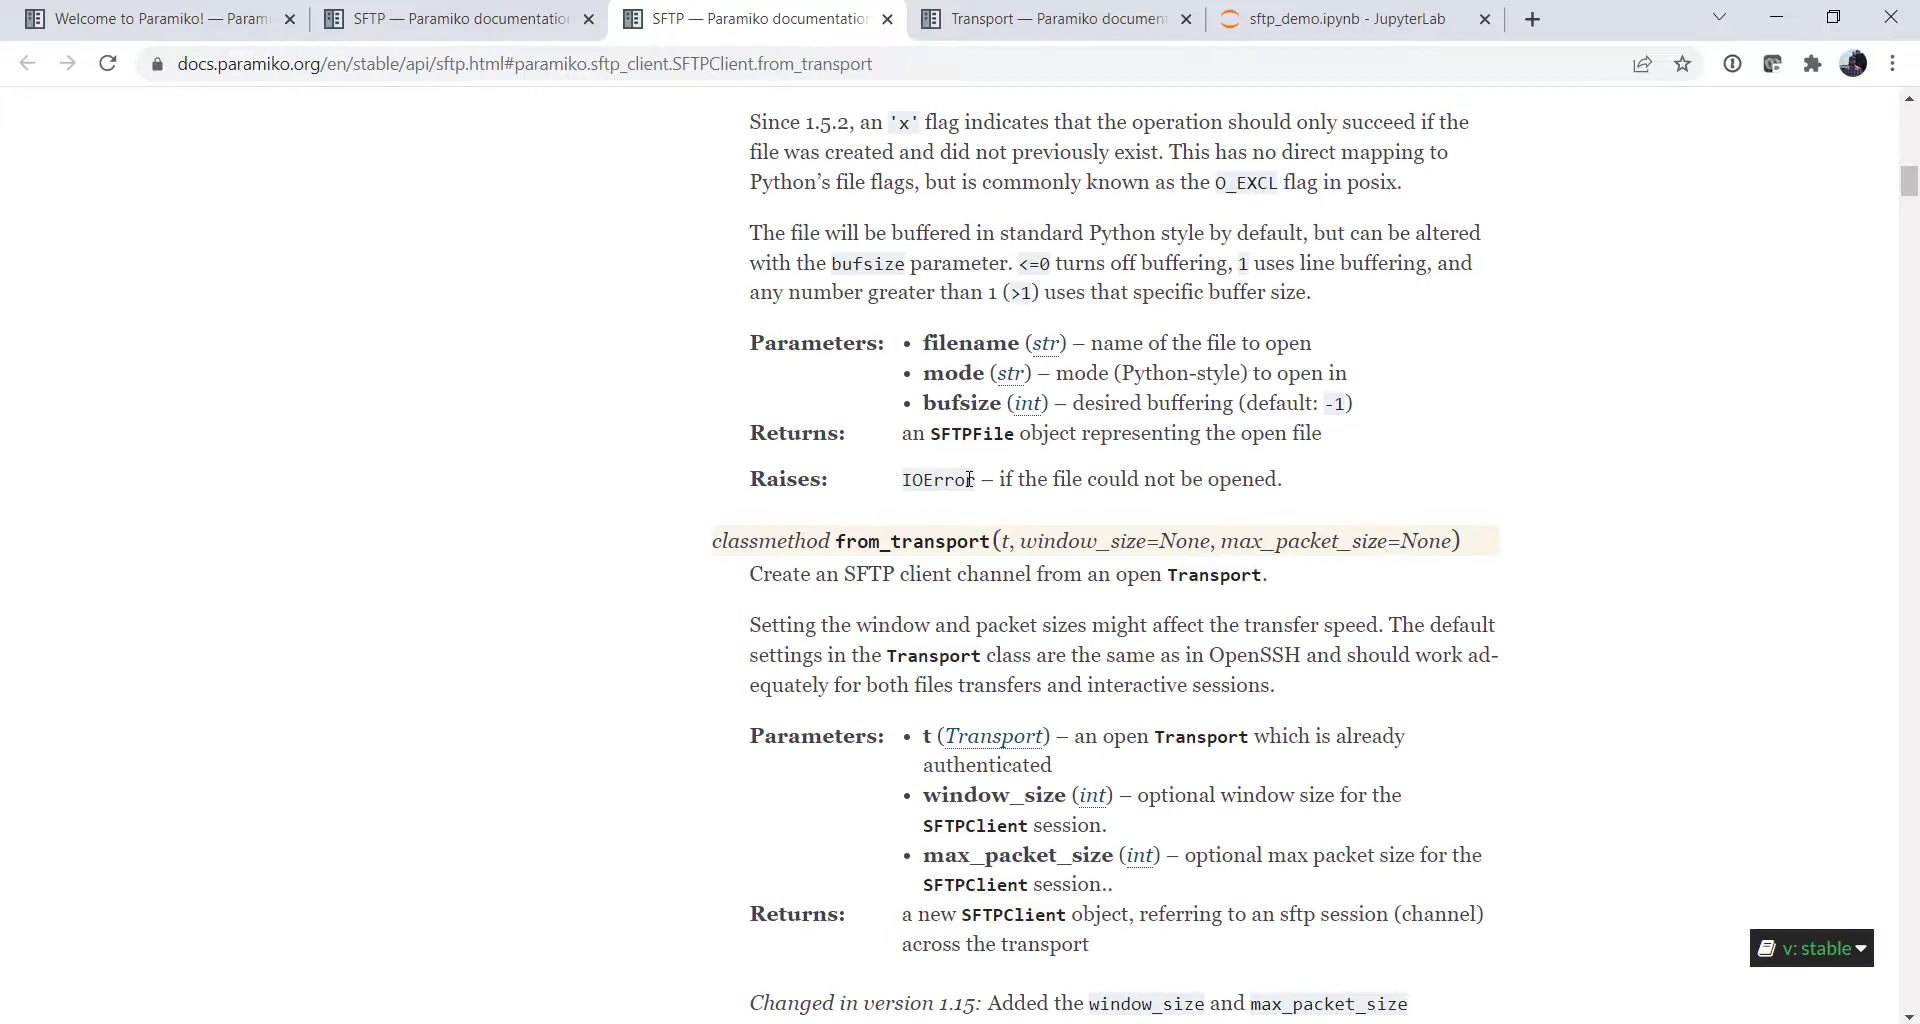 Welcome to Paramiko! — Parami
SFTP — Paramiko documentatio
SFTP — Paramiko documentation
Transport — Paramiko documen
sftp_demo.ipynb - JupyterLab
docs.paramiko.org/en/stable/api/sftp.html#paramiko.sftp_client.SFTPClient.from_transport
Since 1.5.2, an 'x' flag indicates that the operation should only succeed if the
file was created and did not previously exist. This has no direct mapping to
Python’s file flags, but is commonly known as the O_EXCL flag in posix.
The file will be buffered in standard Python style by default, but can be altered
with the bufsize parameter. <=0 turns off buffering, 1 uses line buffering, and
any number greater than 1 (>1) uses that specific buffer size.
Parameters: • filename (str) – name of the file to open
• mode (str) – mode (Python-style) to open in
• bufsize (int) – desired buffering (default: -1)
Returns: an SFTPFile object representing the open file
Raises: IOError – if the file could not be opened.
classmethod from_transport(t, window_size=None, max_packet_size=None)
Create an SFTP client channel from an open Transport.
Setting the window and packet sizes might affect the transfer speed. The default
settings in the Transport class are the same as in OpenSSH and should work ad-
equately for both files transfers and interactive sessions.
Parameters: • t (Transport) – an open Transport which is already
authenticated
• window_size (int) – optional window size for the
SFTPClient session.
• max_packet_size (int) – optional max packet size for the
SFTPClient session..
Returns: a new SFTPClient object, referring to an sftp session (channel)
across the transport
v: stable
Changed in version 1.15: Added the window_size and max_packet_size